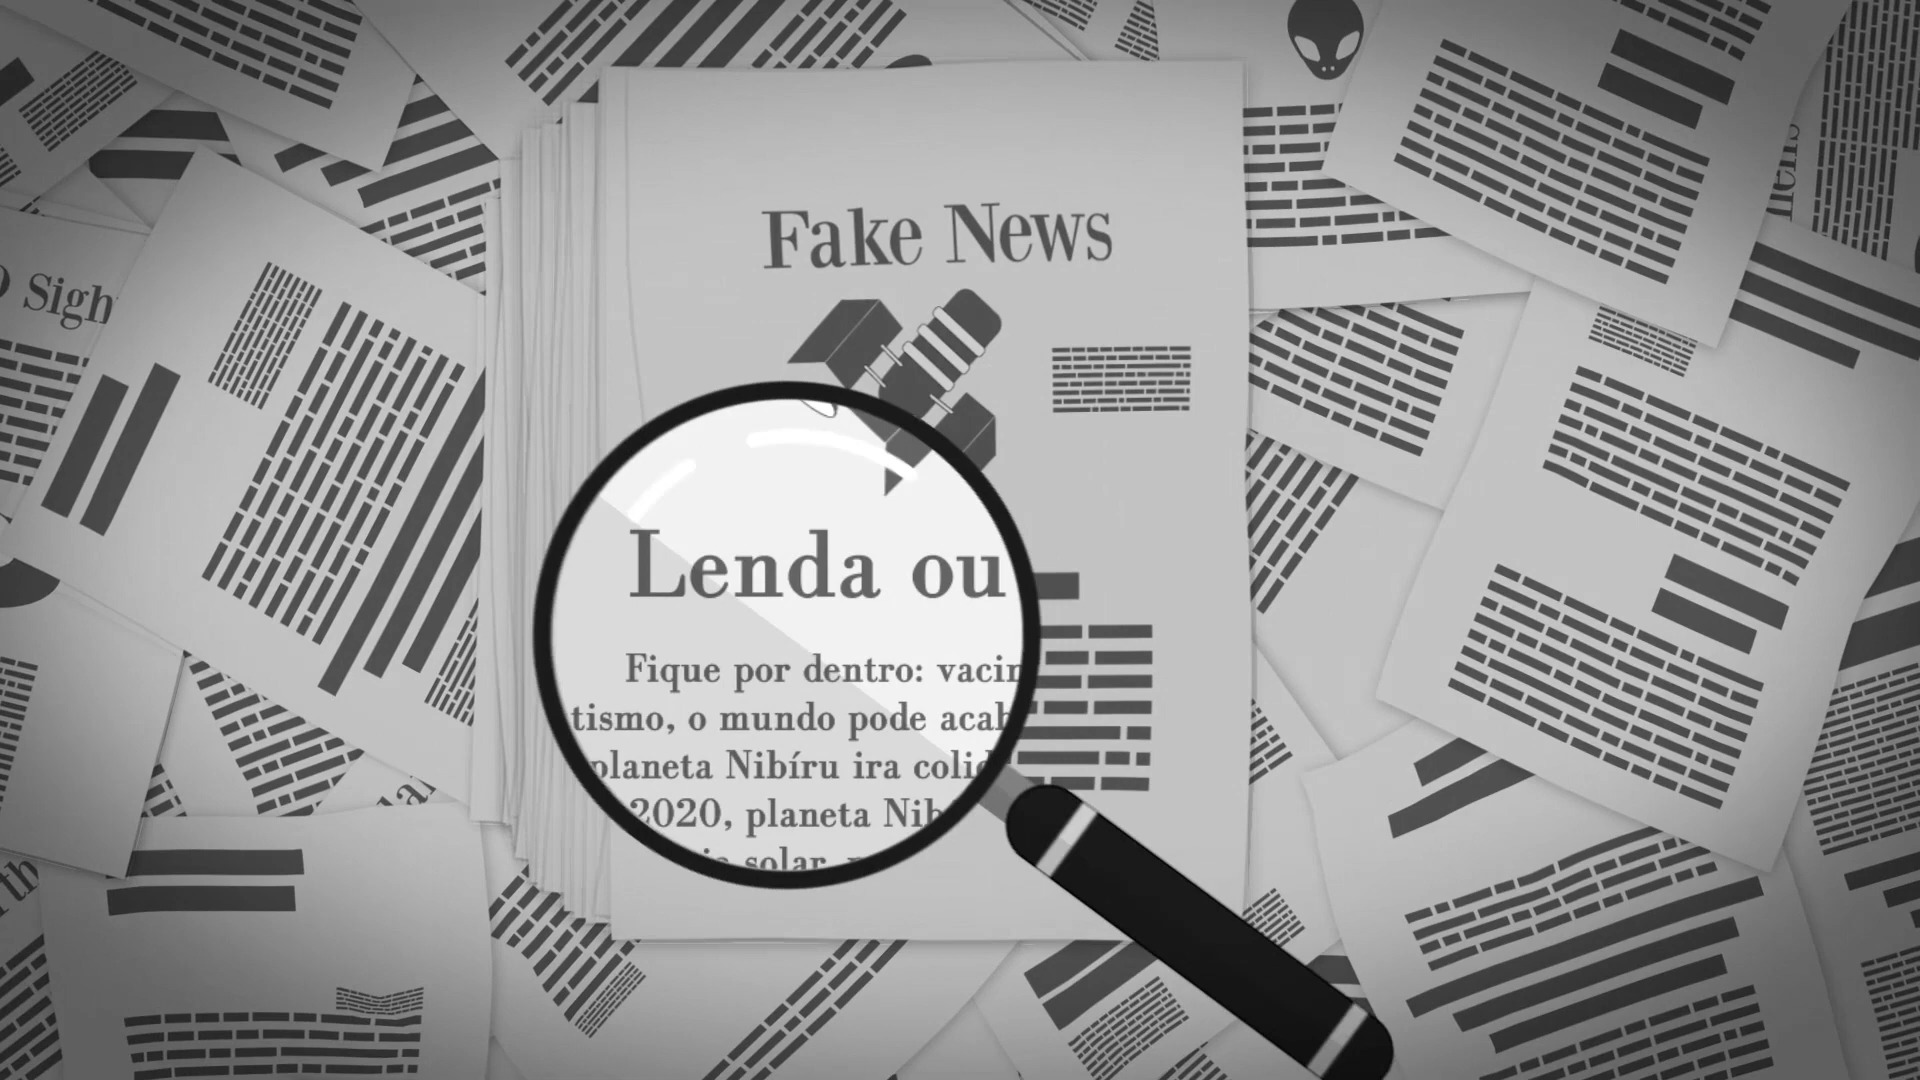 Fake News
Sigh
Lenda ou
Fique por dentro: vacin
tismo, o mundo pode acab
planeta Nibíru ira colid
2020, planeta Nib
solar,